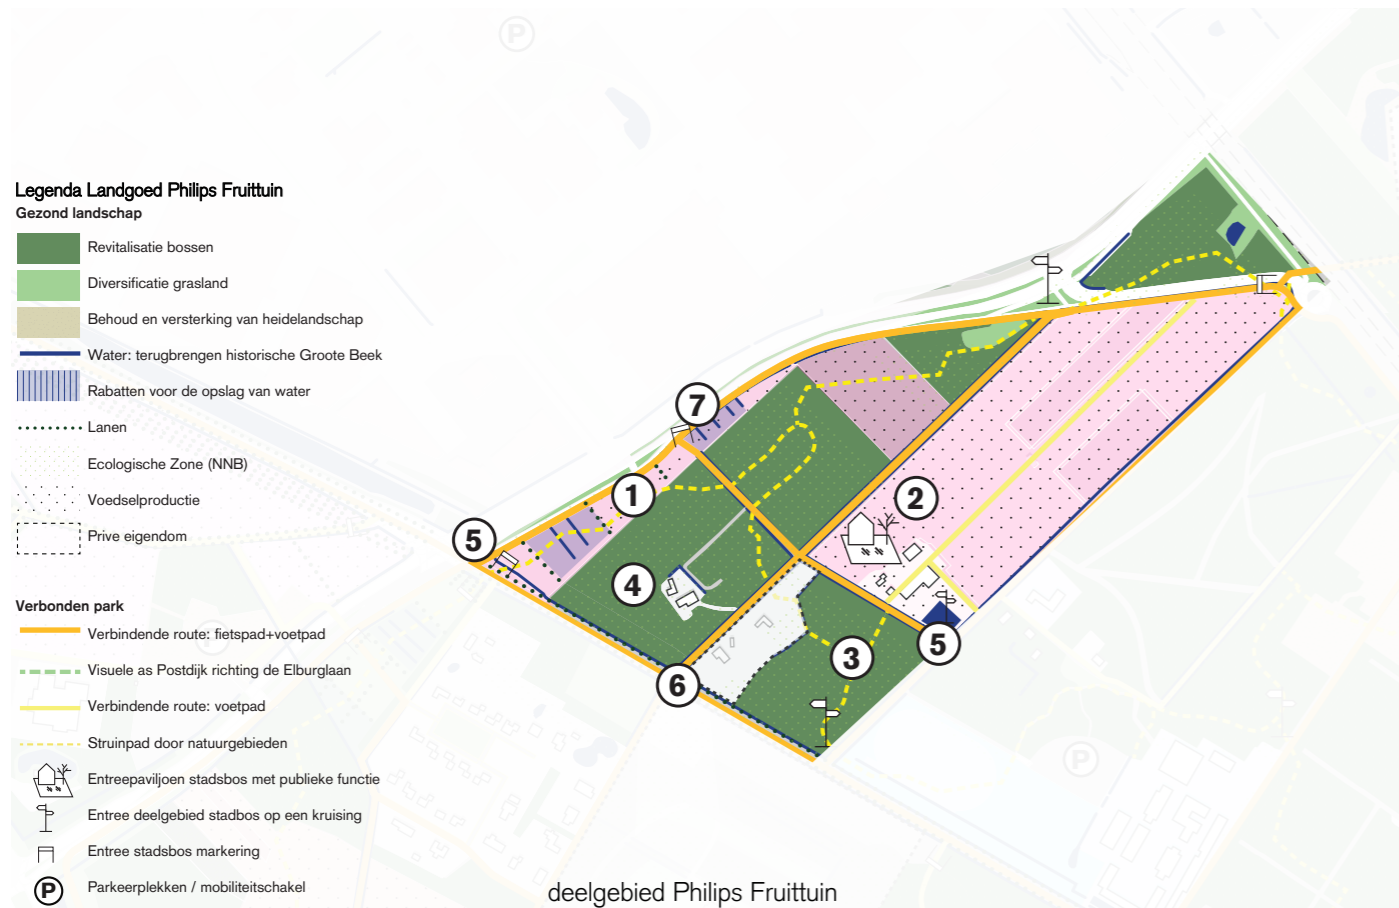 Legenda Landgoed Philips Fruittuin
Gezond landschap
Revitalisatie bossen
Diversificatie grasland
Behoud en versterking van heidelandschap
Water: terugbrengen historische Groote Beek
Rabatten voor de opslag van water
Lanen
Ecologische Zone (NNB)
Voedselproductie
Prive eigendom
Verbonden park
Verbindende route: fietspad+voetpad
Visuele as Postdijk richting de Elburglaan
Verbindende route: voetpad
Struinpad door natuurgebieden
Entreepaviljoen stadsbos met publieke functie
Entree deelgebied stadbos op een kruising
Entree stadsbos markering
P Parkeerplekken / mobiliteitschakel
P
7
1
2
5
4
3
5
6
P
P
deelgebied Philips Fruittuin